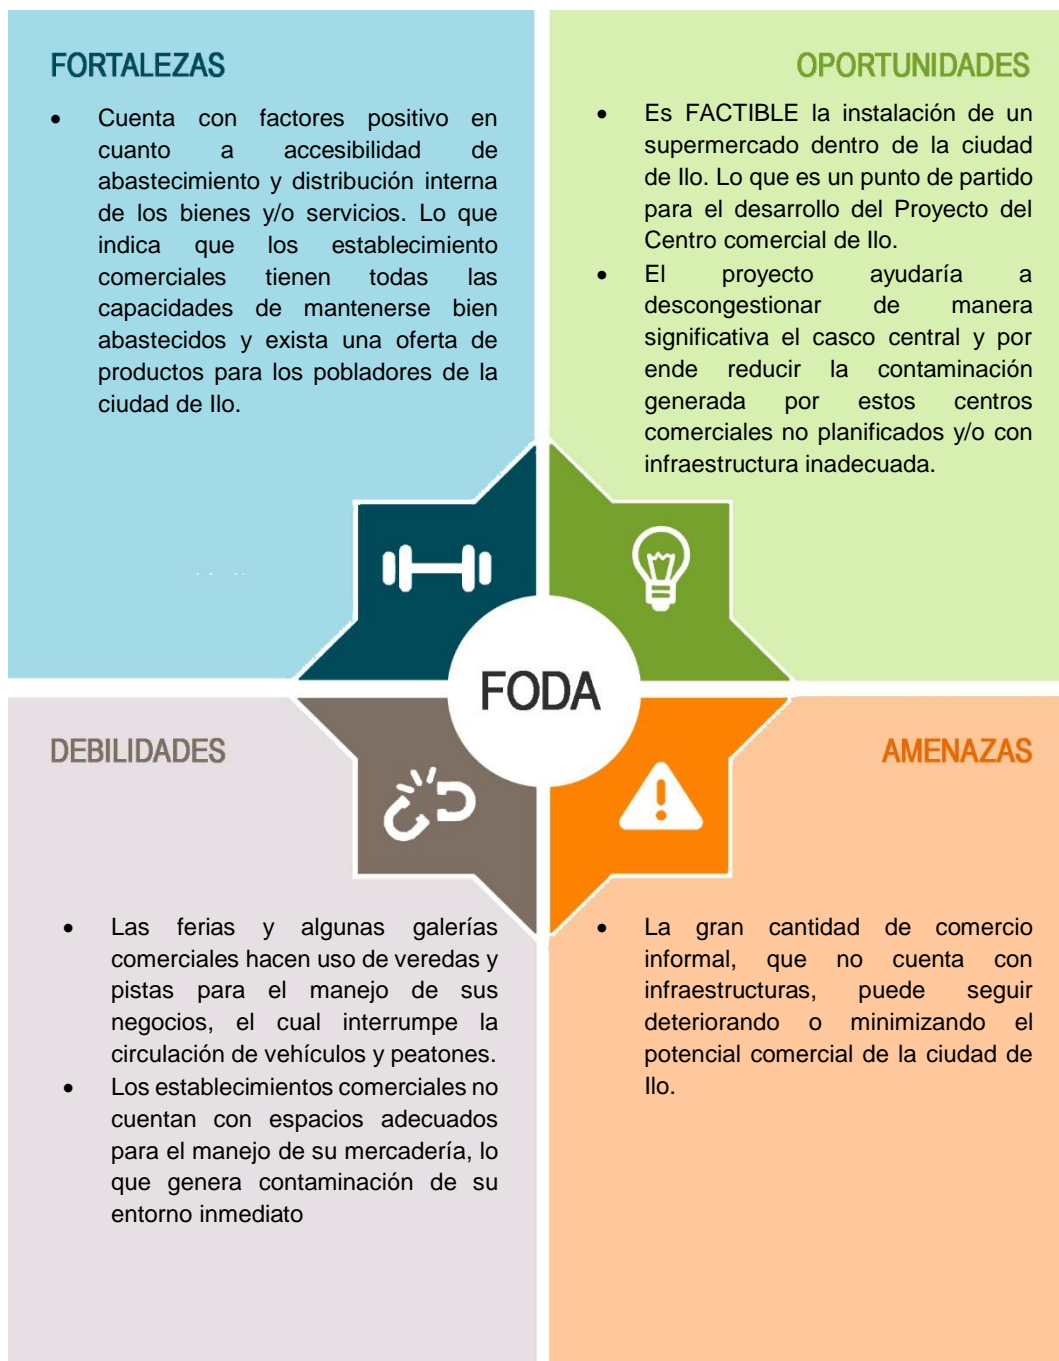 FORTALEZAS
• Cuenta con factores positivo en
cuanto a accesibilidad de
abastecimiento y distribución interna
de los bienes y/o servicios. Lo que
indica que los establecimiento
comerciales tienen todas las
capacidades de mantenerse bien
abastecidos y exista una oferta de
productos para los pobladores de la
ciudad de Ilo.
OPORTUNIDADES
• Es FACTIBLE la instalación de un
supermercado dentro de la ciudad
de Ilo. Lo que es un punto de partido
para el desarrollo del Proyecto del
Centro comercial de Ilo.
• El proyecto ayudaría a
descongestionar de manera
significativa el casco central y por
ende reducir la contaminación
generada por estos centros
comerciales no planificados y/o con
infraestructura inadecuada.
FODA
DEBILIDADES
• Las ferias y algunas galerías
comerciales hacen uso de veredas y
pistas para el manejo de sus
negocios, el cual interrumpe la
circulación de vehículos y peatones.
• Los establecimientos comerciales no
cuentan con espacios adecuados
para el manejo de su mercadería, lo
que genera contaminación de su
entorno inmediato
AMENAZAS
• La gran cantidad de comercio
informal, que no cuenta con
infraestructuras, puede seguir
deteriorando o minimizando el
potencial comercial de la ciudad de
Ilo.